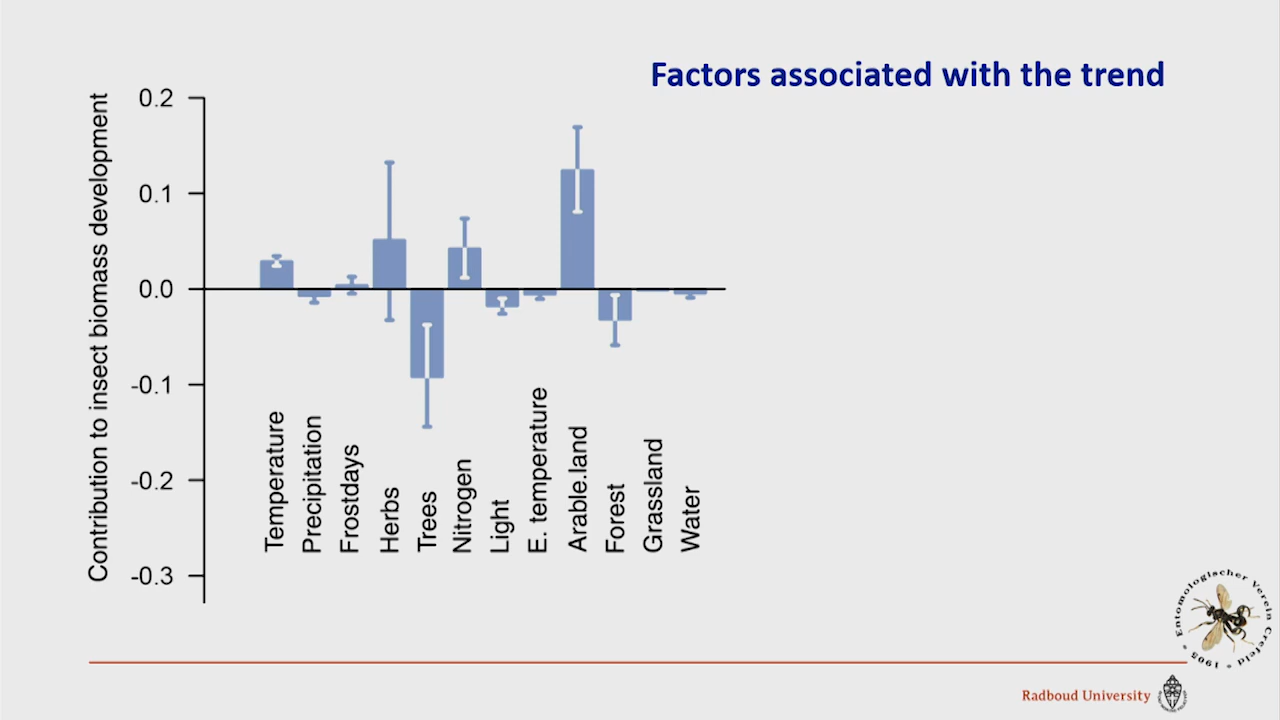 Factors associated with the trend
Contribution to insect biomass development
0.2
0.1
0.0
-0.1
-0.2
-0.3
Temperature
Precipitation
Frostdays
Herbs
Trees
Nitrogen
Light
E. temperature
Arable.land
Forest
Grassland
Water
Entomologischer Verein Crefeld * 1905 *
Radboud University